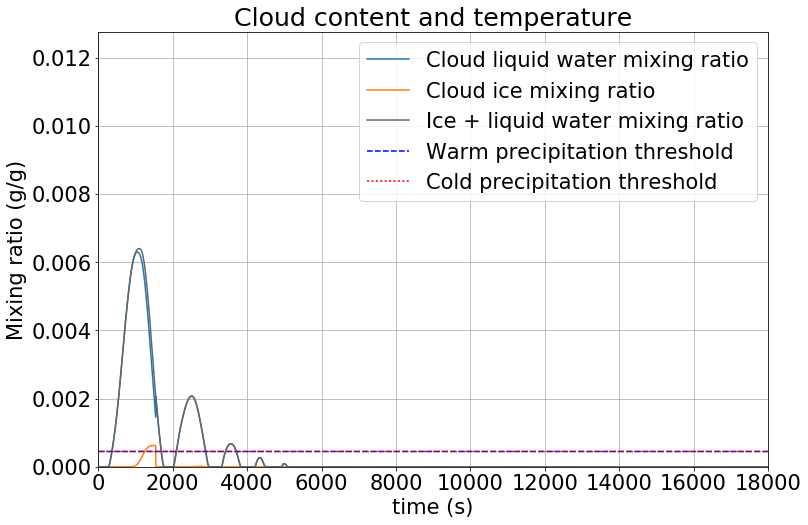 Cloud content and temperature
Cloud liquid water mixing ratio
Cloud ice mixing ratio
Ice + liquid water mixing ratio
Warm precipitation threshold
Cold precipitation threshold
Mixing ratio (g/g)
0.012
0.010
0.008
0.006
0.004
0.002
0.000
0 2000 4000 6000 8000 10000 12000 14000 16000 18000
time (s)